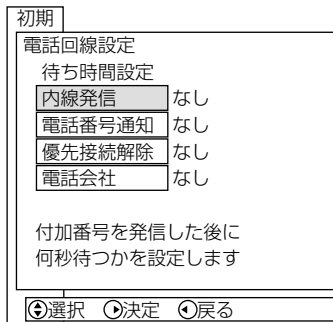 初期
電話回線設定
待ち時間設定
内線発信 なし
電話番号通知 なし
優先接続解除 なし
電話会社 なし
付加番号を発信した後に
何秒待つかを設定します
選択 決定 戻る